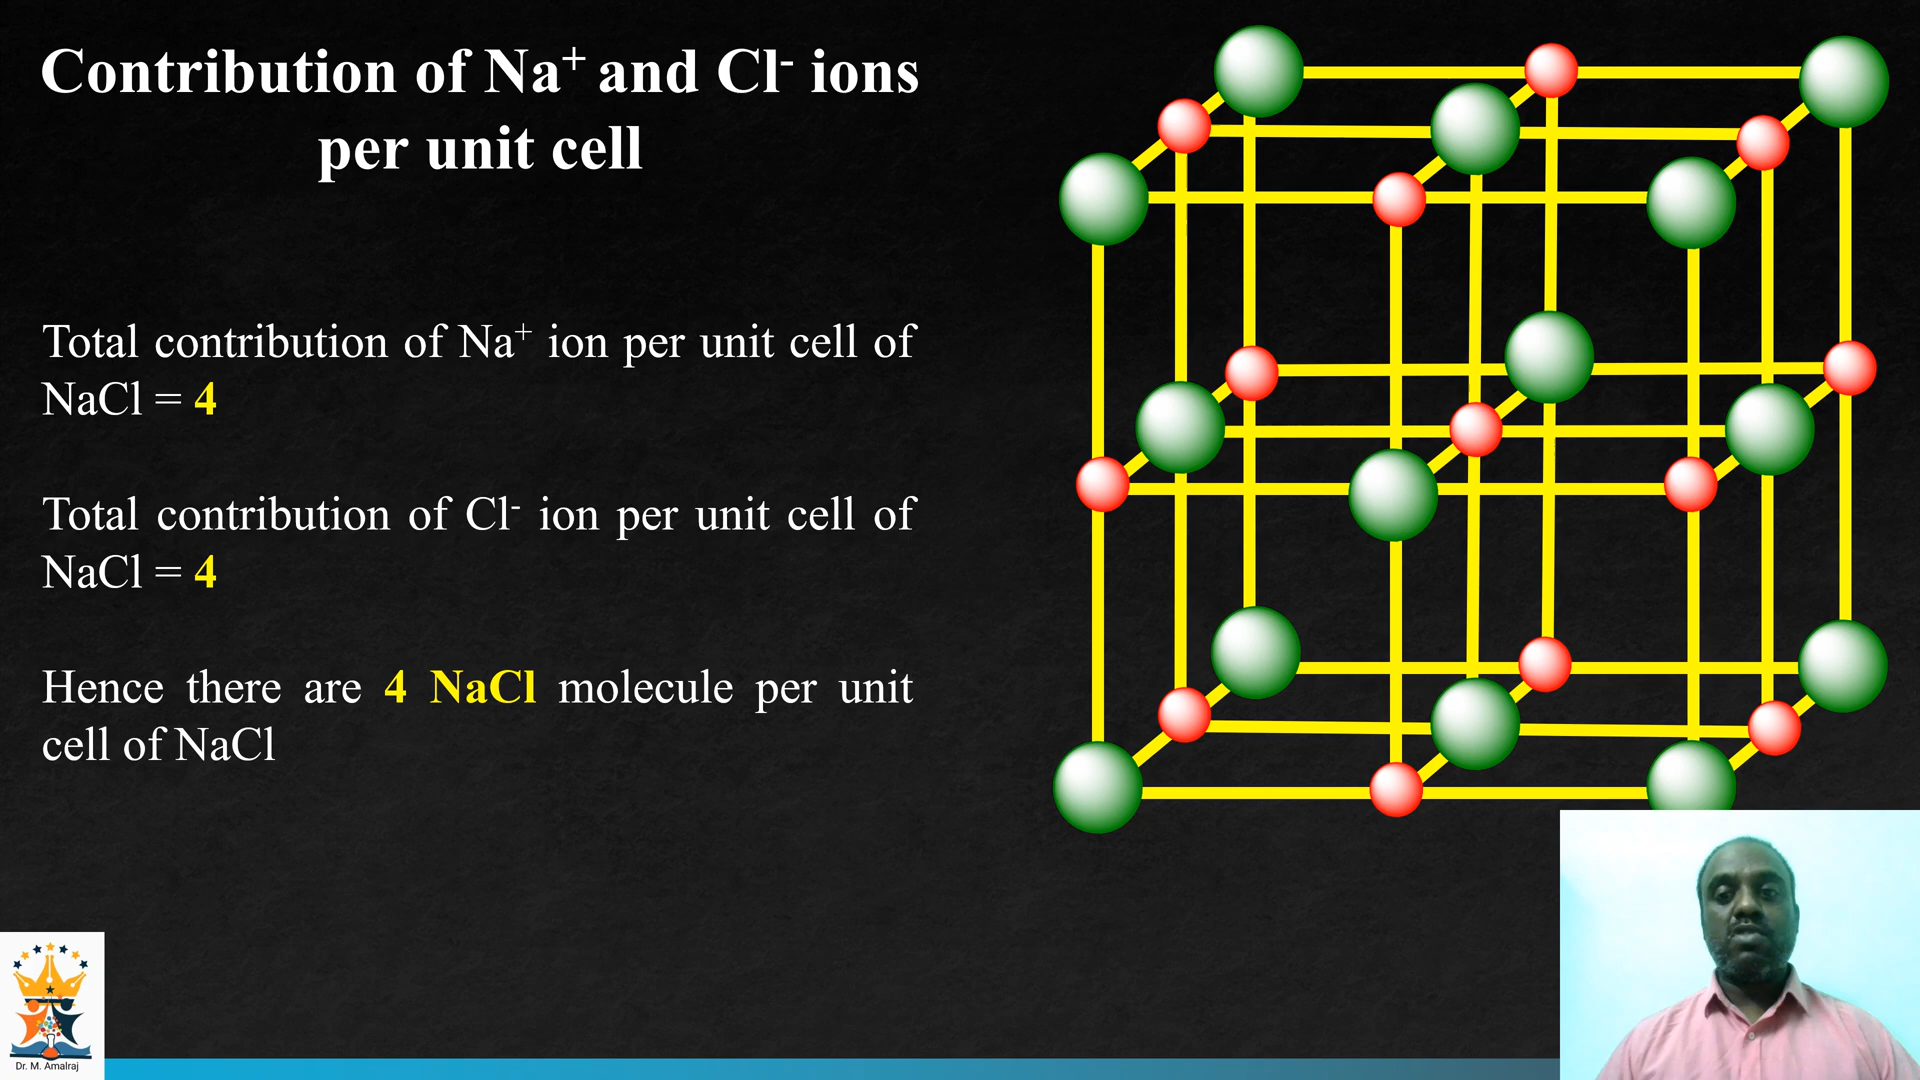 Contribution of Na⁺ and Cl⁻ ions
per unit cell
Total contribution of Na⁺ ion per unit cell of
NaCl = 4
Total contribution of Cl⁻ ion per unit cell of
NaCl = 4
Hence there are 4 NaCl molecule per unit
cell of NaCl
Dr. M. Amalraj